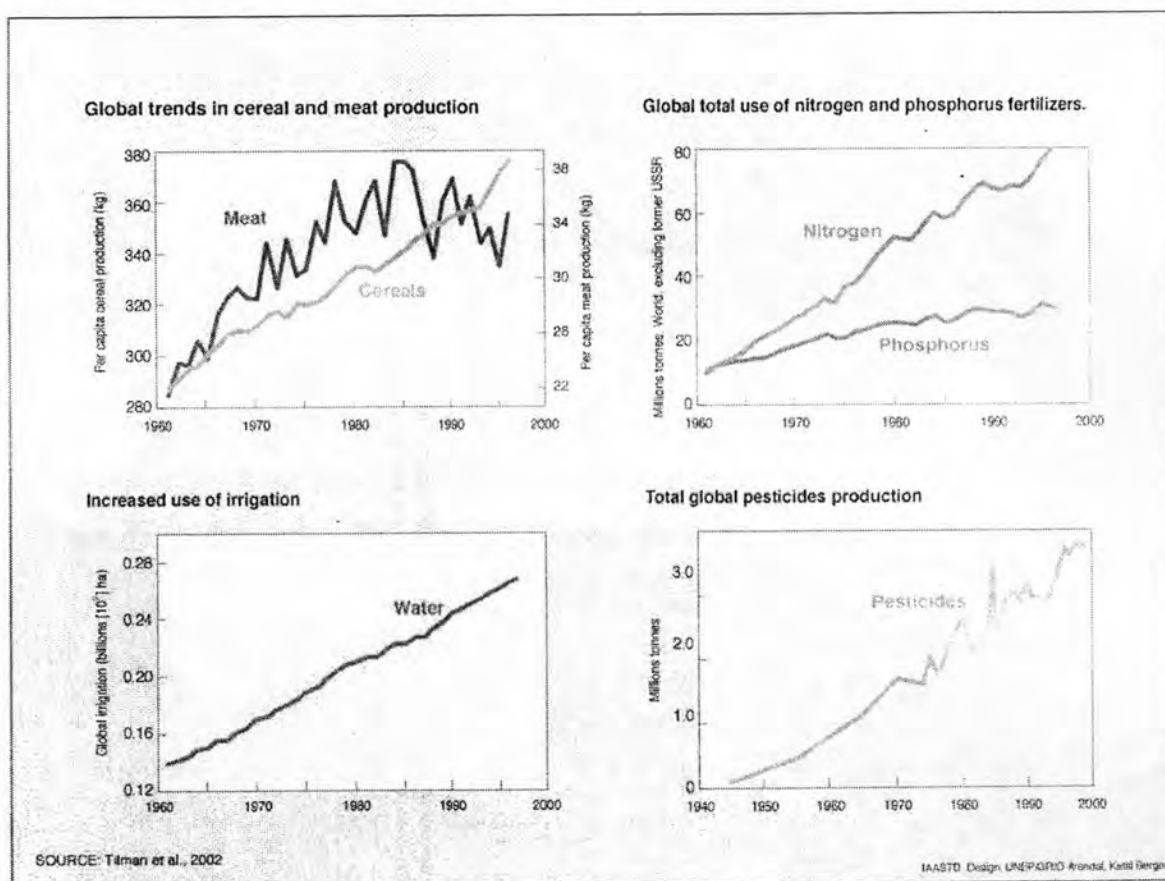 Global trends in cereal and meat production
Per capita cereal production (kg)
380
360
340
320
300
280
Meat
Cereals
38
34
30
26
22
Per capita meat production (kg)
1960
1970
1980
1990
2000
Global total use of nitrogen and phosphorus fertilizers.
Millions tonnes. World, excluding former USSR
80
60
40
20
0
Nitrogen
Phosphorus
1960
1970
1980
1990
2000
Increased use of irrigation
Global irrigition (billions [10⁹] ha)
0.28
0.24
0.20
0.16
0.12
Water
1960
1970
1980
1990
2000
Total global pesticides production
Millions tonnes
3.0
2.0
1.0
0
Pesticides
1940
1950
1960
1970
1980
1990
2000
SOURCE: Tilman et al., 2002
IAASTD Design UNEP/GRID-Arendal, Ketill Berger